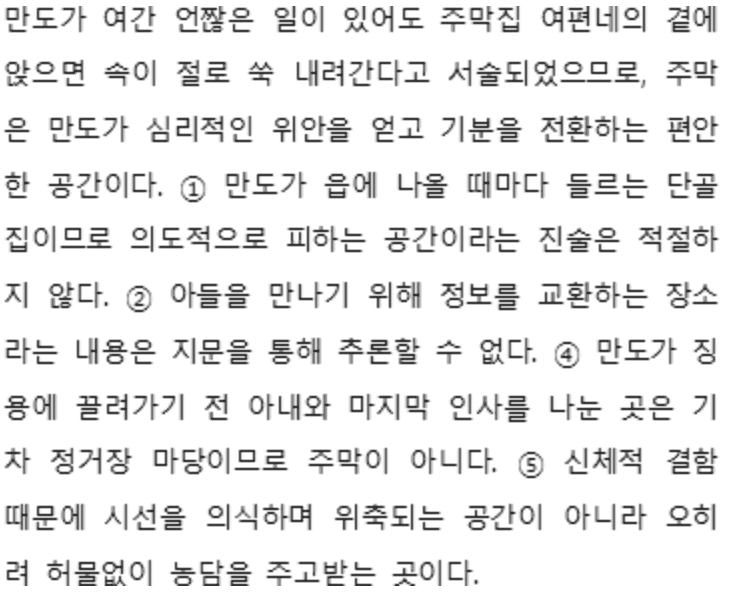 만도가 여간 언짢은 일이 있어도 주막집 여편네의 곁에
앉으면 속이 절로 쑥 내려간다고 서술되었으므로, 주막
은 만도가 심리적인 위안을 얻고 기분을 전환하는 편안
한 공간이다. ① 만도가 읍에 나올 때마다 들르는 단골
집이므로 의도적으로 피하는 공간이라는 진술은 적절하
지 않다. ② 아들을 만나기 위해 정보를 교환하는 장소
라는 내용은 지문을 통해 추론할 수 없다. ④ 만도가 징
용에 끌려가기 전 아내와 마지막 인사를 나눈 곳은 기
차 정거장 마당이므로 주막이 아니다. ⑤ 신체적 결함
때문에 시선을 의식하며 위축되는 공간이 아니라 오히
려 허물없이 농담을 주고받는 곳이다.